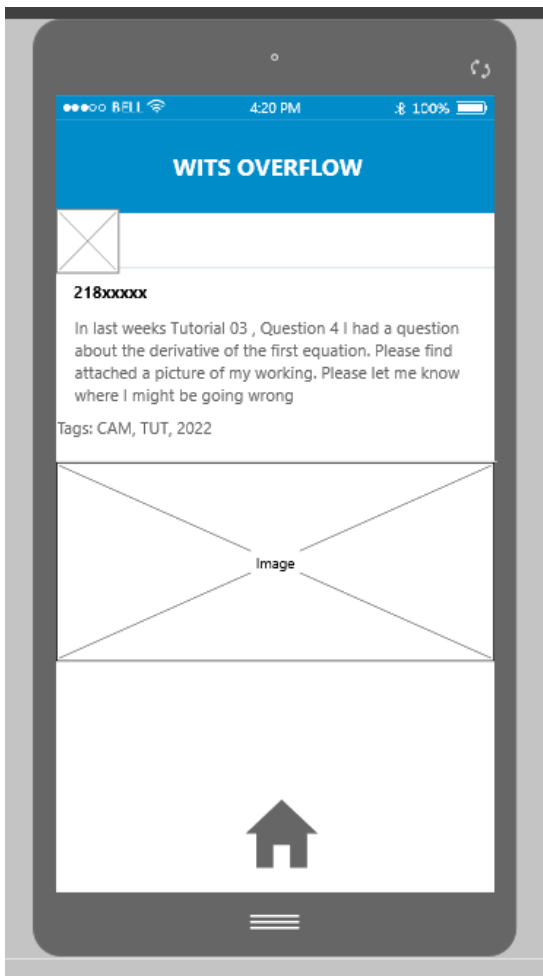 BELL 4:20 PM 100%
WITS OVERFLOW
218xxxxx
In last weeks Tutorial 03 , Question 4 I had a question
about the derivative of the first equation. Please find
attached a picture of my working. Please let me know
where I might be going wrong
Tags: CAM, TUT, 2022
Image